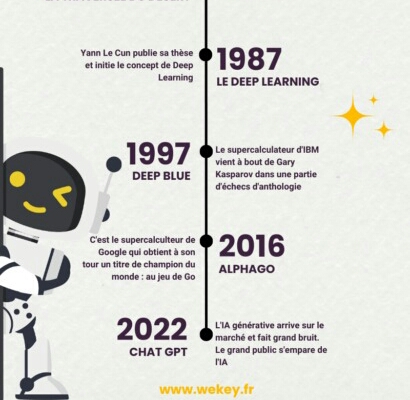 Yann Le Cun publie sa thèse
et initie le concept de Deep
Learning
1987
LE DEEP LEARNING
1997
DEEP BLUE
Le supercalculateur d'IBM
vient à bout de Gary
Kasparov dans une partie
d'échecs d'anthologie
C'est le supercalculteur de
Google qui obtient à son
tour un titre de champion du
monde : au jeu de Go
2016
ALPHAGO
2022
CHAT GPT
L'IA générative arrive sur le
marché et fait grand bruit.
Le grand public s'empare de
l'IA
www.wekey.fr